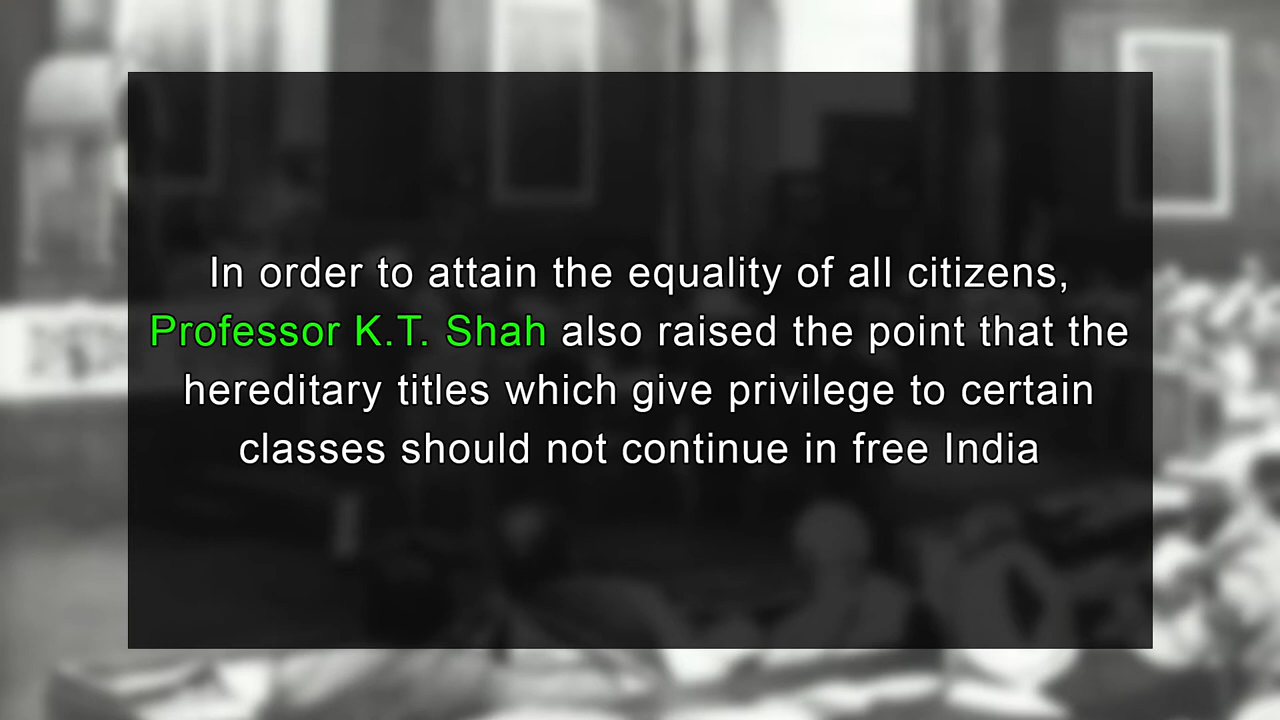 In order to attain the equality of all citizens,
Professor K.T. Shah also raised the point that the
hereditary titles which give privilege to certain
classes should not continue in free India